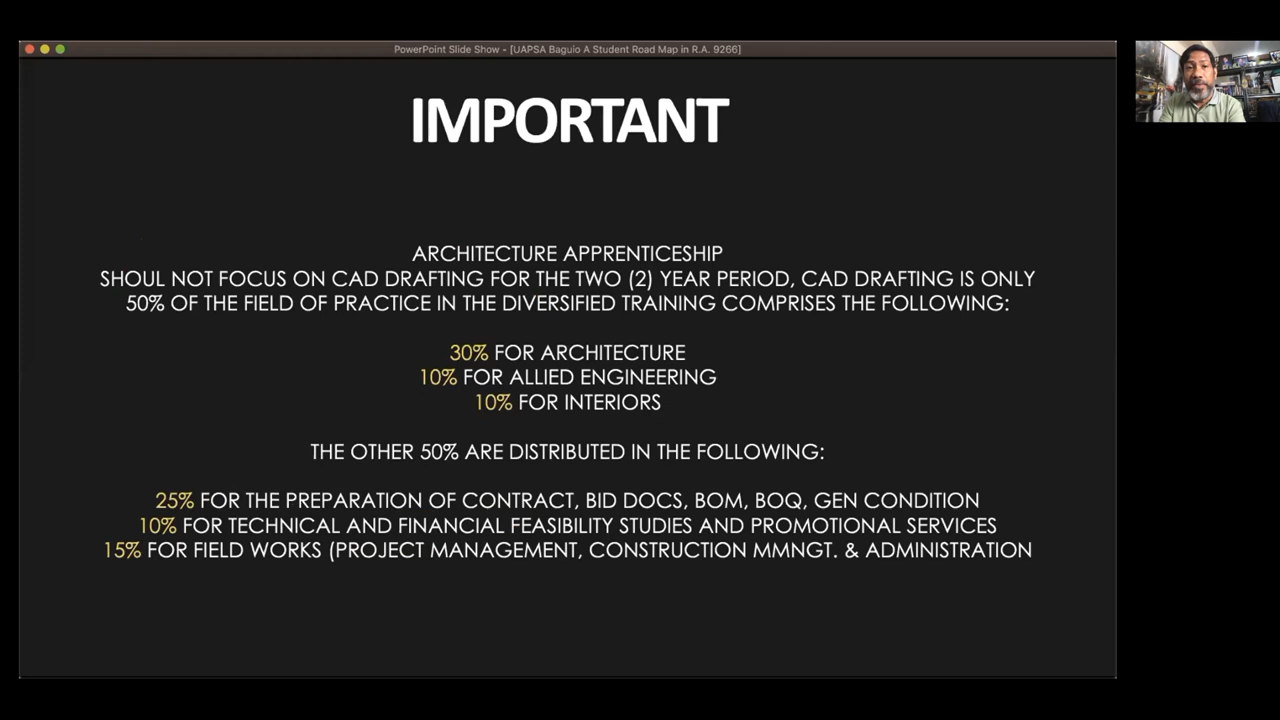 PowerPoint Slide Show - [UAPSA Baguio A Student Road Map in R.A. 9266]
IMPORTANT
ARCHITECTURE APPRENTICESHIP
SHOUL NOT FOCUS ON CAD DRAFTING FOR THE TWO (2) YEAR PERIOD, CAD DRAFTING IS ONLY
50% OF THE FIELD OF PRACTICE IN THE DIVERSIFIED TRAINING COMPRISES THE FOLLOWING:
30% FOR ARCHITECTURE
10% FOR ALLIED ENGINEERING
10% FOR INTERIORS
THE OTHER 50% ARE DISTRIBUTED IN THE FOLLOWING:
25% FOR THE PREPARATION OF CONTRACT, BID DOCS, BOM, BOQ, GEN CONDITION
10% FOR TECHNICAL AND FINANCIAL FEASIBILITY STUDIES AND PROMOTIONAL SERVICES
15% FOR FIELD WORKS (PROJECT MANAGEMENT, CONSTRUCTION MMNGT. & ADMINISTRATION